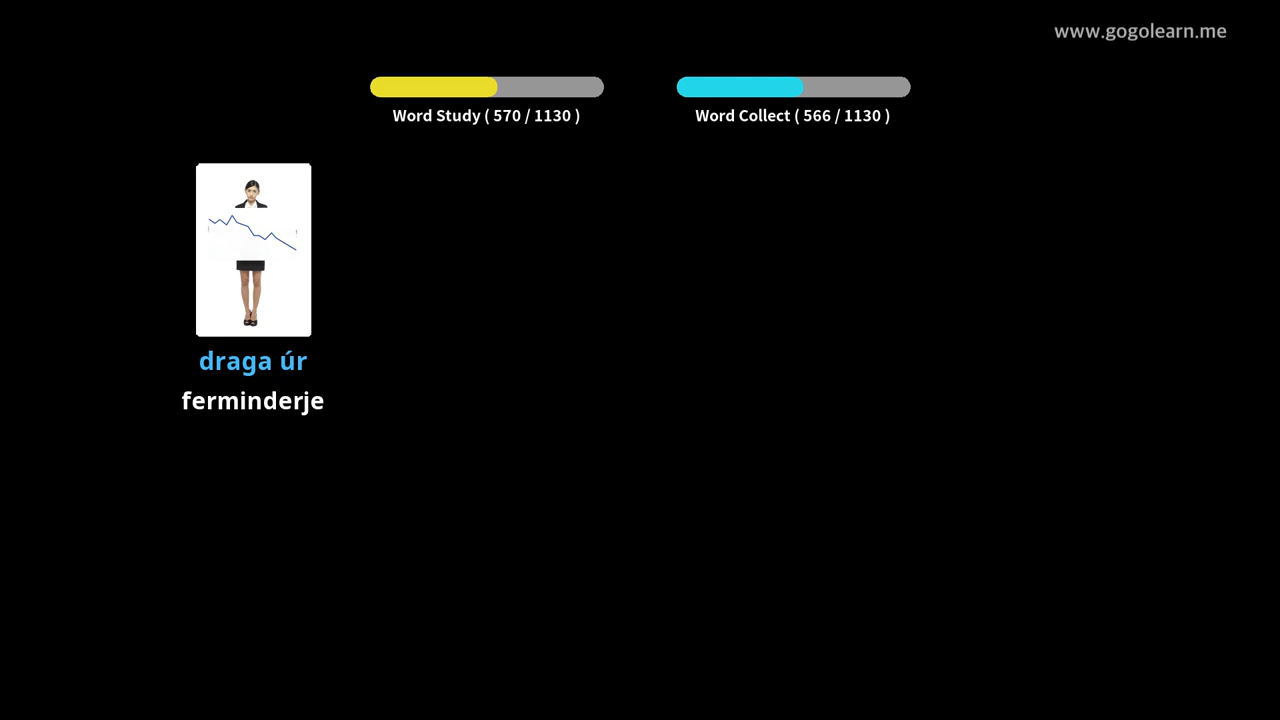 www.gogolearn.me
Word Study ( 570 / 1130 )
Word Collect ( 566 / 1130 )
draga úr
ferminderje